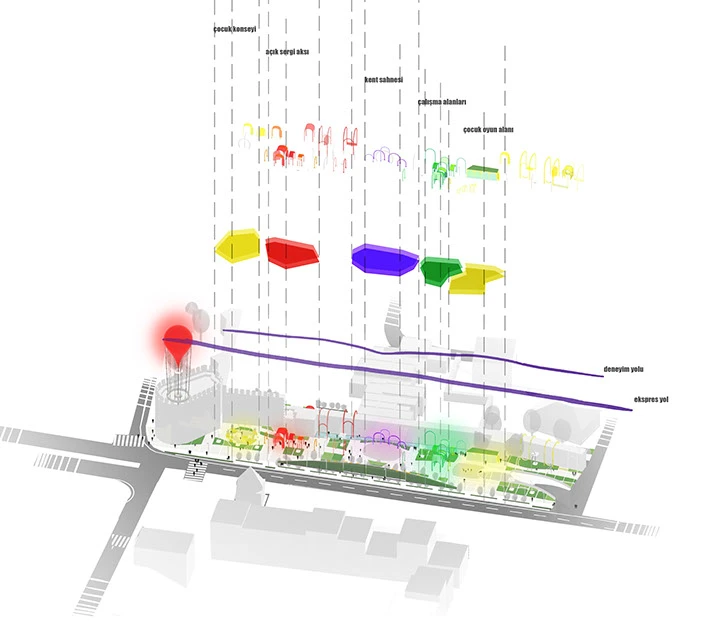 çocuk konseyi
açık sergi aksı
kent sahnesi
çalışma alanları
çocuk oyun alanı
deneyim yolu
ekspres yol